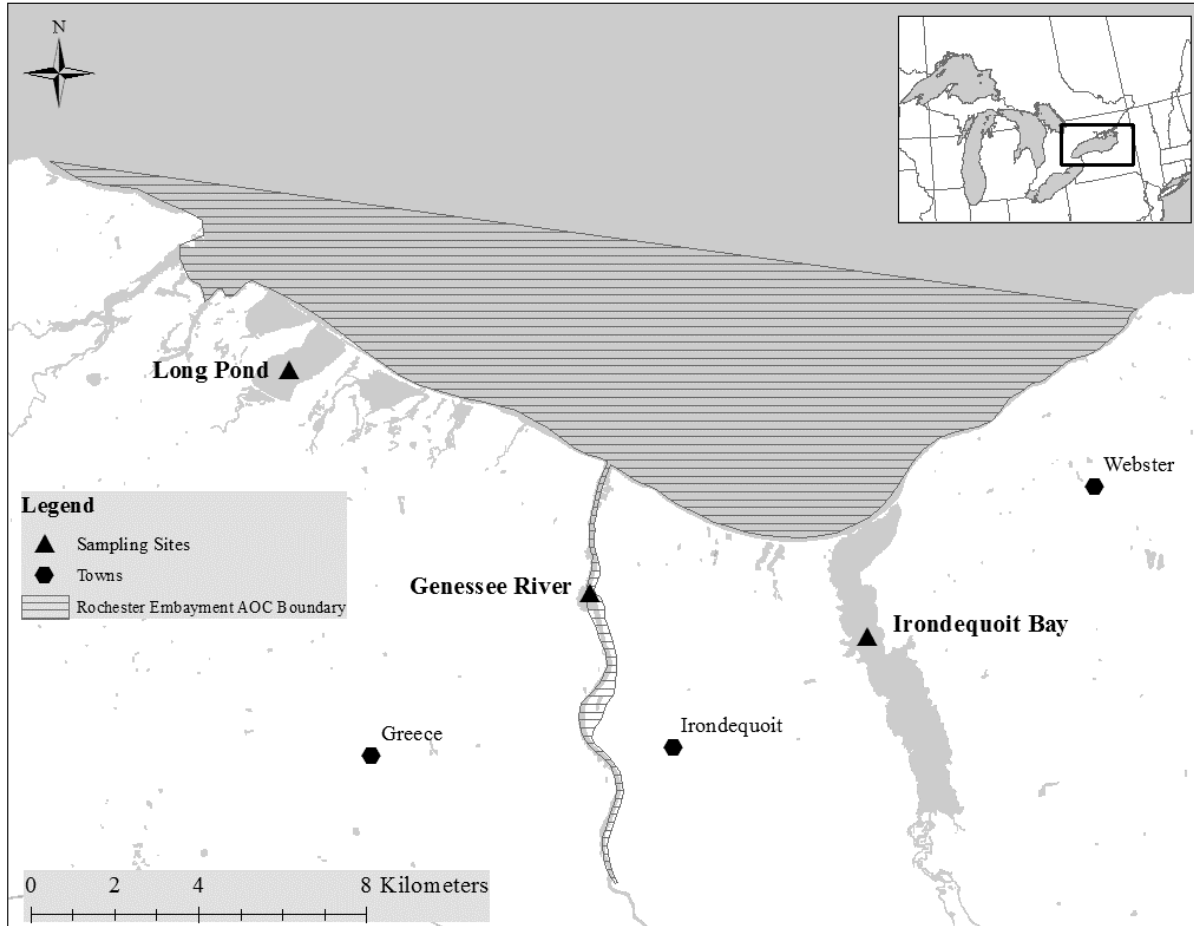 N
Long Pond
Webster
Legend
Sampling Sites
Towns
Rochester Embayment AOC Boundary
Genessee River
Irondequoit Bay
Greece
Irondequoit
0 2 4 8 Kilometers